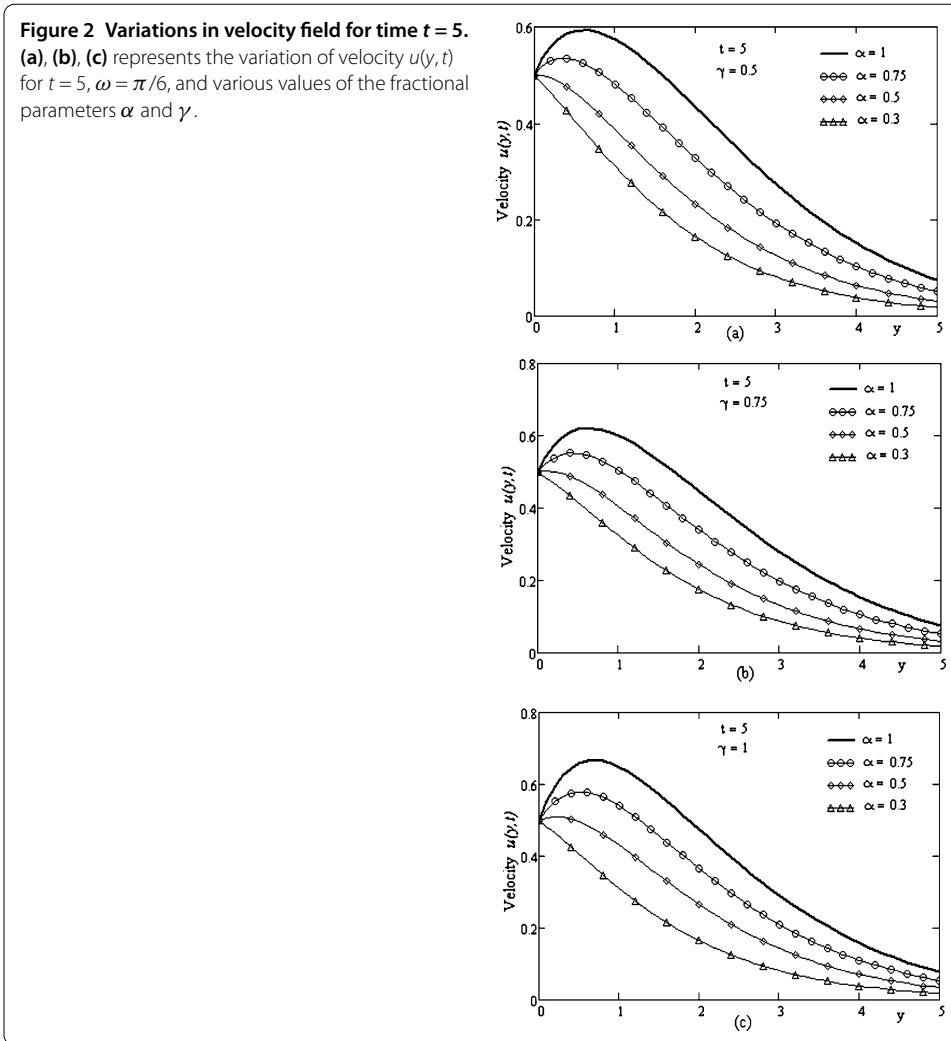 Figure 2 Variations in velocity field for time t = 5.
(a), (b), (c) represents the variation of velocity u(y, t)
for t = 5, ω = π/6, and various values of the fractional
parameters α and γ.
0.6
0.4
0.2
0
Velocity u(y,t)
t = 5
γ = 0.5
α = 1
α = 0.75
α = 0.5
α = 0.3
0 1 2 3 4 y 5
(a)
0.8
0.6
0.4
0.2
0
Velocity u(y,t)
t = 5
γ = 0.75
α = 1
α = 0.75
α = 0.5
α = 0.3
0 1 2 3 4 y 5
(b)
0.8
0.6
0.4
0.2
0
Velocity u(y,t)
t = 5
γ = 1
α = 1
α = 0.75
α = 0.5
α = 0.3
0 1 2 3 4 y 5
(c)